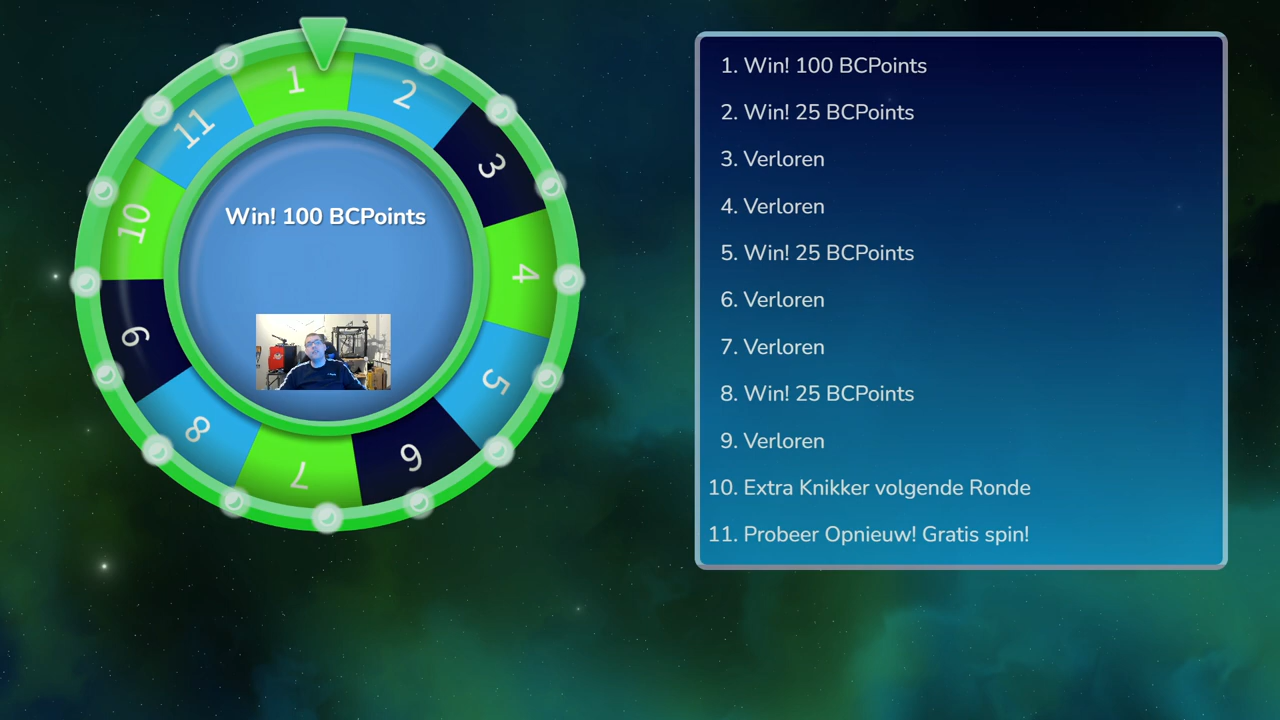 1
2
3
4
5
6
7
8
9
10
11
Win! 100 BCPoints
1. Win! 100 BCPoints
2. Win! 25 BCPoints
3. Verloren
4. Verloren
5. Win! 25 BCPoints
6. Verloren
7. Verloren
8. Win! 25 BCPoints
9. Verloren
10. Extra Knikker volgende Ronde
11. Probeer Opnieuw! Gratis spin!